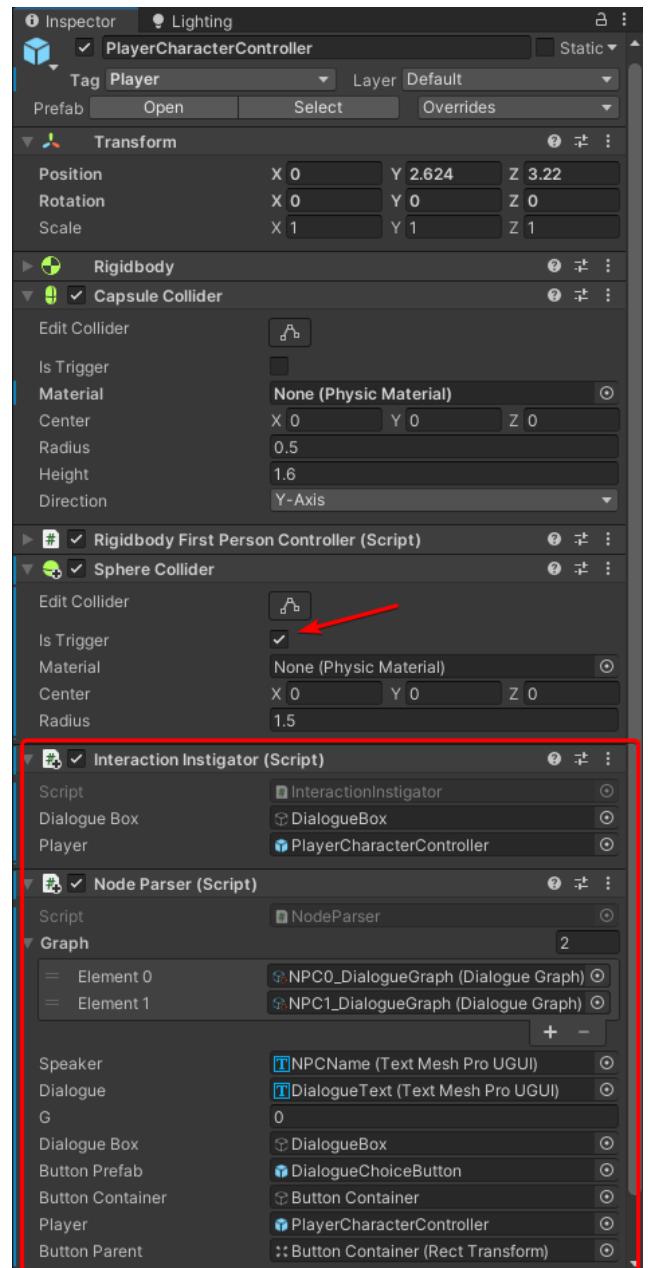 Inspector Lighting
PlayerCharacterController Static
Tag Player Layer Default
Prefab Open Select Overrides
Transform
Position X 0 Y 2.624 Z 3.22
Rotation X 0 Y 0 Z 0
Scale X 1 Y 1 Z 1
Rigidbody
Capsule Collider
Edit Collider
Is Trigger
Material None (Physic Material)
Center X 0 Y 0 Z 0
Radius 0.5
Height 1.6
Direction Y-Axis
# Rigidbody First Person Controller (Script)
Sphere Collider
Edit Collider
Is Trigger
Material None (Physic Material)
Center X 0 Y 0 Z 0
Radius 1.5
# Interaction Instigator (Script)
Script InteractionInstigator
Dialogue Box DialogueBox
Player PlayerCharacterController
# Node Parser (Script)
Script NodeParser
Graph 2
Element 0 NPC0_DialogueGraph (Dialogue Graph)
Element 1 NPC1_DialogueGraph (Dialogue Graph)
+ −
Speaker NPCName (Text Mesh Pro UGUI)
Dialogue DialogueText (Text Mesh Pro UGUI)
G 0
Dialogue Box DialogueBox
Button Prefab DialogueChoiceButton
Button Container Button Container
Player PlayerCharacterController
Button Parent Button Container (Rect Transform)